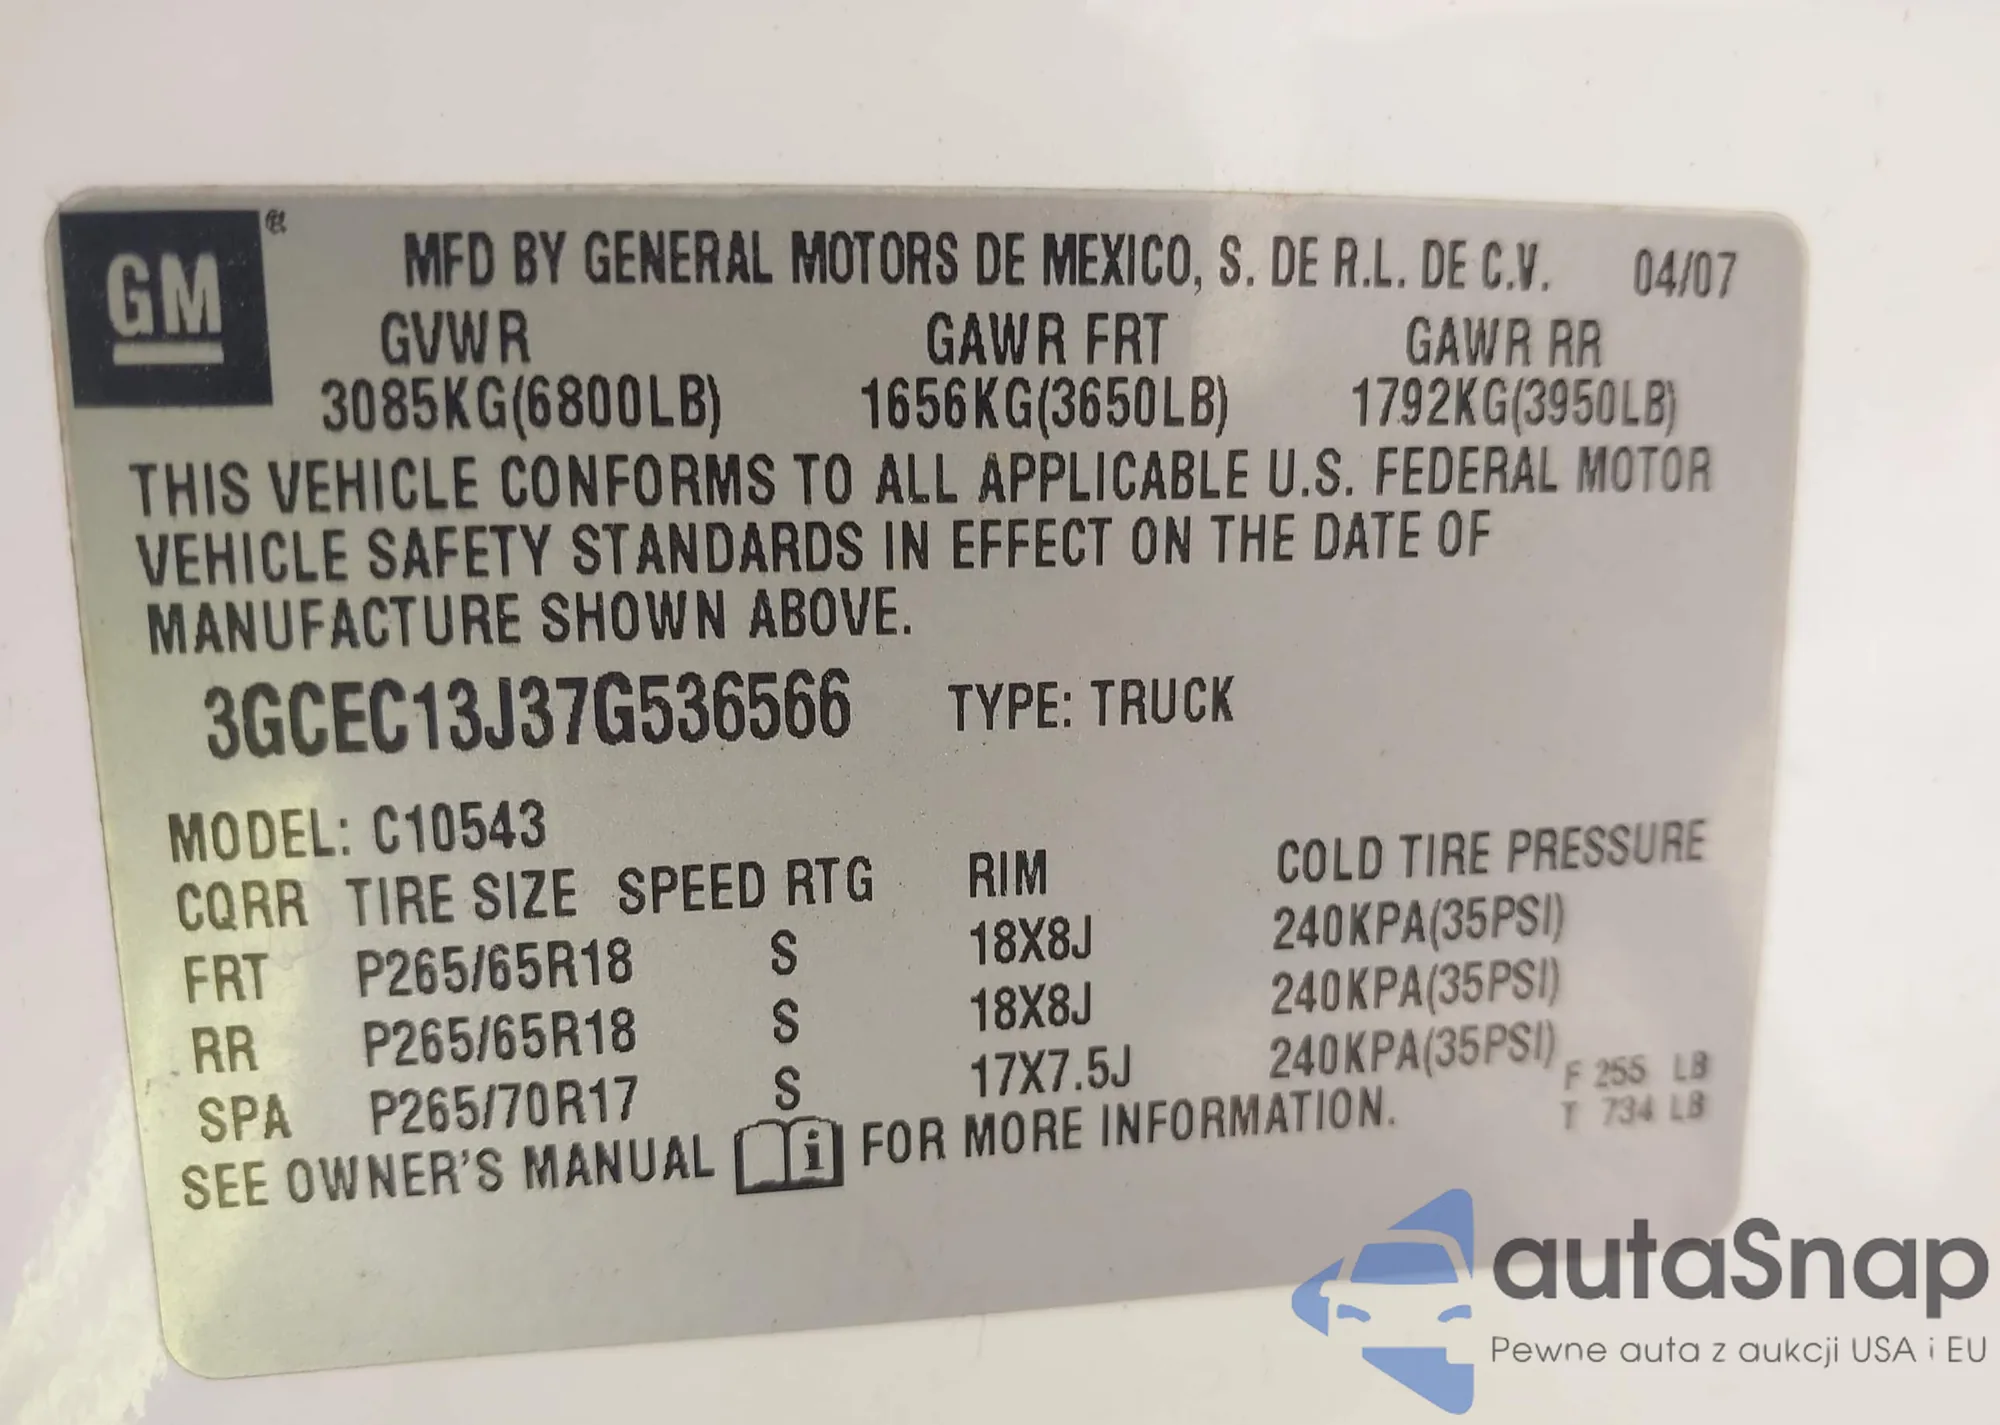 GM®
MFD BY GENERAL MOTORS DE MEXICO, S. DE R.L. DE C.V. 04/07
GVWR GAWR FRT GAWR RR
3085KG(6800LB) 1656KG(3650LB) 1792KG(3950LB)
THIS VEHICLE CONFORMS TO ALL APPLICABLE U.S. FEDERAL MOTOR
VEHICLE SAFETY STANDARDS IN EFFECT ON THE DATE OF
MANUFACTURE SHOWN ABOVE.
3GCEC13J37G536566 TYPE: TRUCK
MODEL: C10543
CQRR TIRE SIZE SPEED RTG RIM COLD TIRE PRESSURE
FRT P265/65R18 S 18X8J 240KPA(35PSI)
RR P265/65R18 S 18X8J 240KPA(35PSI)
SPA P265/70R17 S 17X7.5J 240KPA(35PSI)
F 255 LB
T 734 LB
SEE OWNER'S MANUAL i FOR MORE INFORMATION.
autaSnap
Pewne auta z aukcji USA i EU